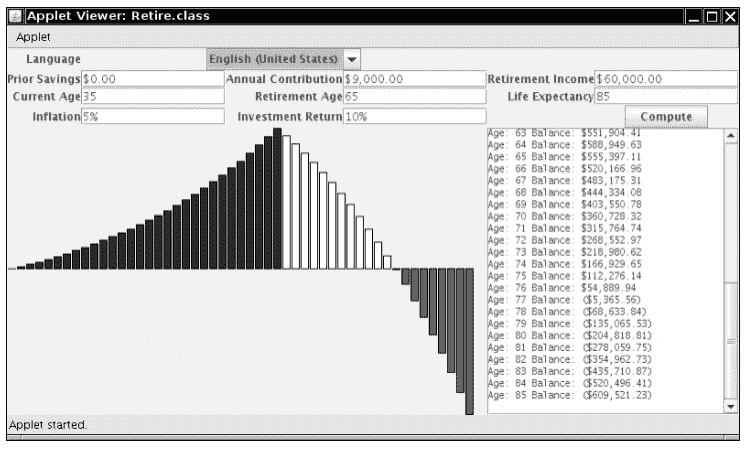 Applet Viewer: Retire.class
Applet
Language English (United States)
Prior Savings $0.00 Annual Contribution $9,000.00 Retirement Income $60,000.00
Current Age 35 Retirement Age 65 Life Expectancy 85
Inflation 5% Investment Return 10% Compute
Age: 63 Balance: $551,904.41
Age: 64 Balance: $588,949.63
Age: 65 Balance: $555,397.11
Age: 66 Balance: $520,166.96
Age: 67 Balance: $483,175.31
Age: 68 Balance: $444,334.08
Age: 69 Balance: $403,550.78
Age: 70 Balance: $360,728.32
Age: 71 Balance: $315,764.74
Age: 72 Balance: $268,552.97
Age: 73 Balance: $218,980.62
Age: 74 Balance: $166,929.65
Age: 75 Balance: $112,276.14
Age: 76 Balance: $54,889.94
Age: 77 Balance: ($5,365.56)
Age: 78 Balance: ($68,633.84)
Age: 79 Balance: ($135,065.53)
Age: 80 Balance: ($204,818.81)
Age: 81 Balance: ($278,059.75)
Age: 82 Balance: ($354,962.73)
Age: 83 Balance: ($435,710.87)
Age: 84 Balance: ($520,496.41)
Age: 85 Balance: ($609,521.23)
Applet started.